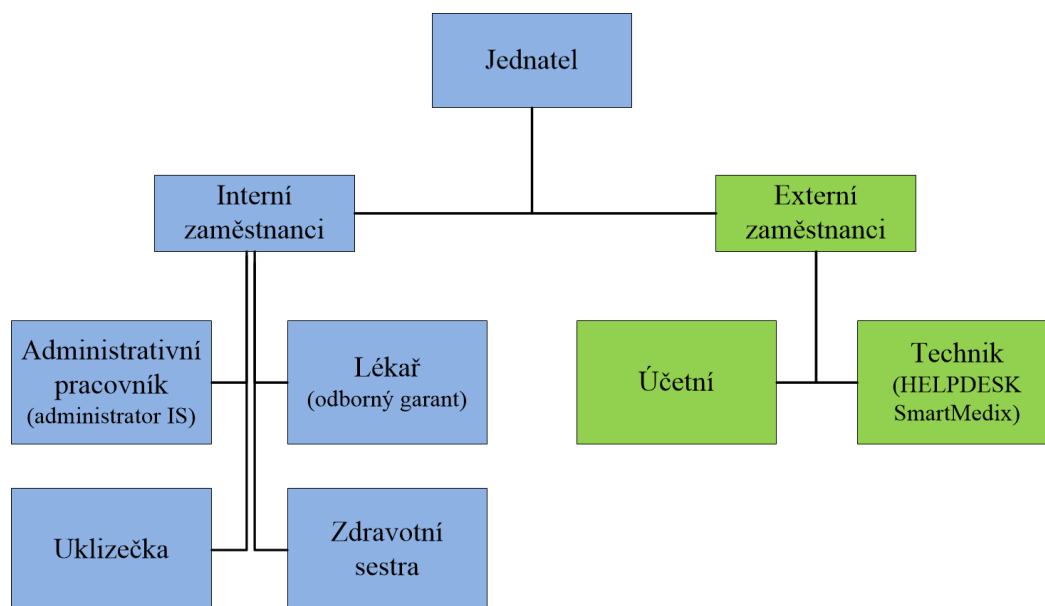 Jednatel
Interní
zaměstnanci
Externí
zaměstnanci
Administrativní
pracovník
(administrator IS)
Lékař
(odborný garant)
Účetní
Technik
(HELPDESK
SmartMedix)
Uklizečka
Zdravotní
sestra